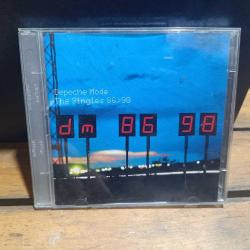 Depeche Mode
The Singles 86>98
dm 86 98